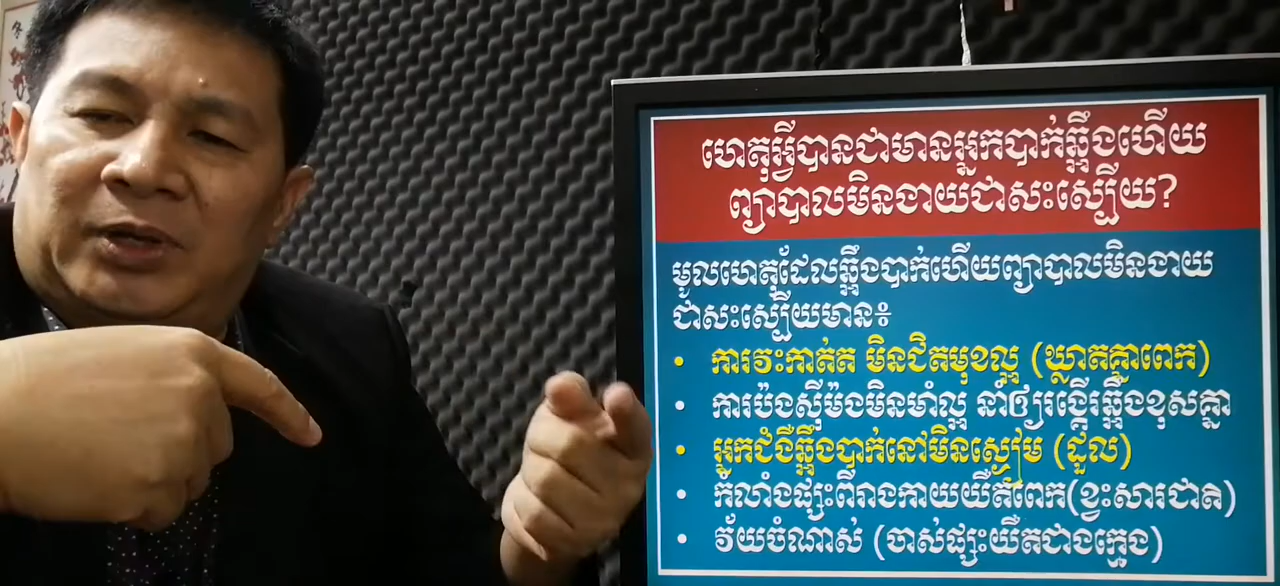 ហេតុអ្វីបានជាមានអ្នកបាក់ឆ្អឹងហើយ
ព្យាបាលមិនងាយជាសះស្បើយ?
មូលហេតុដែលឆ្អឹងបាក់ហើយព្យាបាលមិនងាយ
ជាសះស្បើយមាន៖
• ការវះកាត់ត មិនជិតមុខល្អ (ឃ្លាតគ្នាពេក)
• ការប៉ងស៊ីម៉ងមិនមាំល្អ នាំឲ្យរង្គើរឆ្អឹងខុសគ្នា
• អ្នកជំងឺឆ្អឹងបាក់នៅមិនស្ងៀម (ដួល)
• កំលាំងផ្សះពីរាងកាយយឺតពេក(ខ្វះសារជាតិ)
• វ័យចំណាស់ (ចាស់ផ្សះយឺតជាងក្មេង)